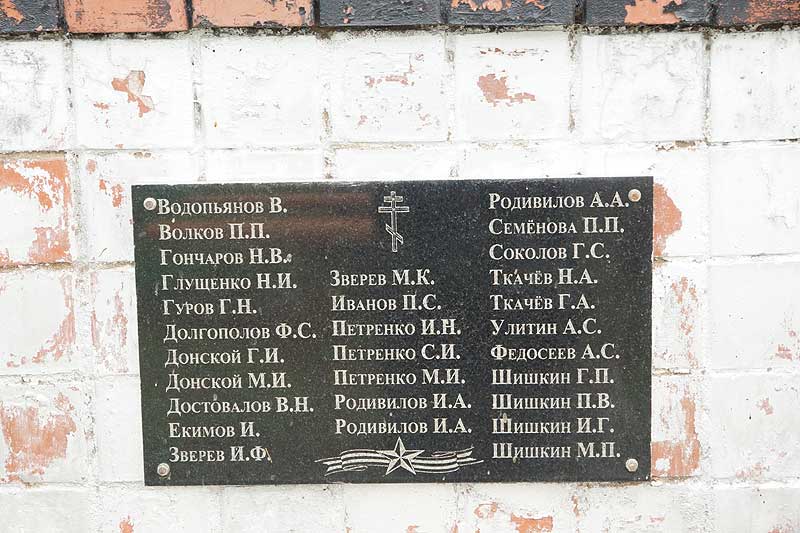 Водопьянов В.
Волков П.П.
Гончаров Н.В.
Глущенко Н.И.
Гуров Г.Н.
Долгополов Ф.С.
Донской Г.И.
Донской М.И.
Достовалов В.Н.
Екимов И.
Зверев И.Ф.
Зверев М.К.
Иванов П.С.
Петренко И.Н.
Петренко С.И.
Петренко М.И.
Родивилов И.А.
Родивилов И.А.
Родивилов А.А.
Семёнова П.П.
Соколов Г.С.
Ткачёв Н.А.
Ткачёв Г.А.
Улитин А.С.
Федосеев А.С.
Шишкин Г.П.
Шишкин П.В.
Шишкин И.Г.
Шишкин М.П.